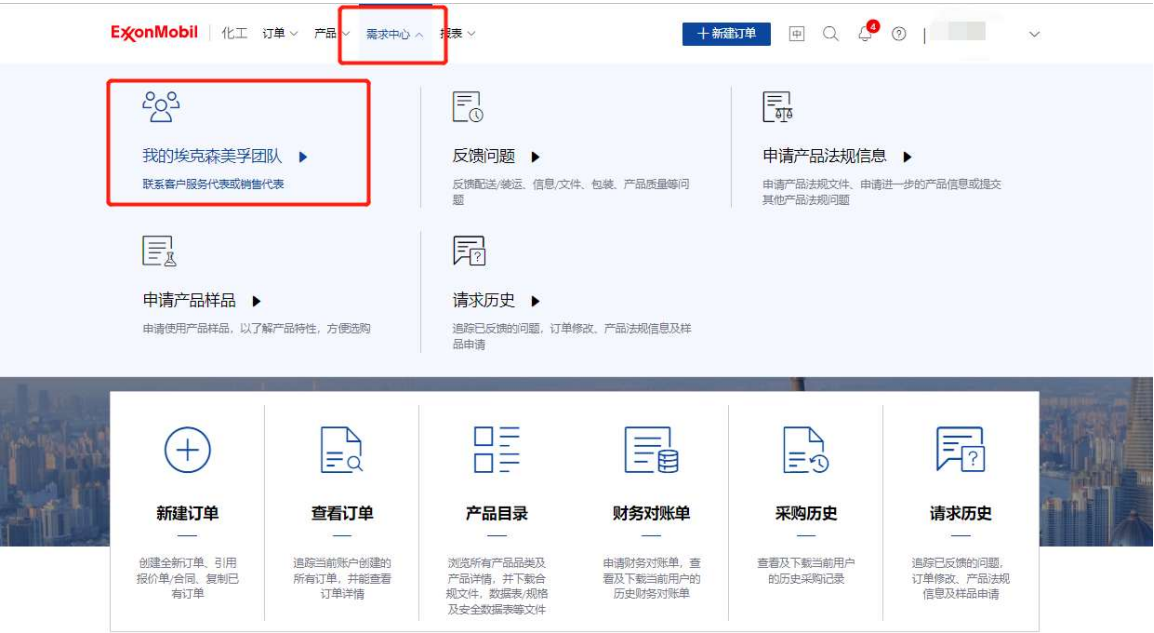 ExxonMobil 化工 订单 产品 需求中心 报表 十新建订单 中 4
我的埃克森美孚团队
联系客户服务代表或销售代表
反馈问题
反馈配送/装运、信息/文件、包装、产品质量等问
题
申请产品法规信息
申请产品法规文件、申请进一步的产品信息或提交
其他产品法规问题
申请产品样品
申请使用产品样品，以了解产品特性，方便选购
请求历史
追踪已反馈的问题，订单修改、产品法规信息及样
品申请
新建订单
创建全新订单、引用
报价单/合同、复制已
有订单
查看订单
追踪当前账户创建的
所有订单，并能查看
订单详情
产品目录
浏览所有产品品类及
产品详情，并下载合
规文件，数据表/规格
及安全数据表等文件
财务对账单
申请财务对账单，查
看及下载当前用户的
历史财务对账单
采购历史
查看及下载当前用户
的历史采购记录
请求历史
追踪已反馈的问题，
订单修改、产品法规
信息及样品申请